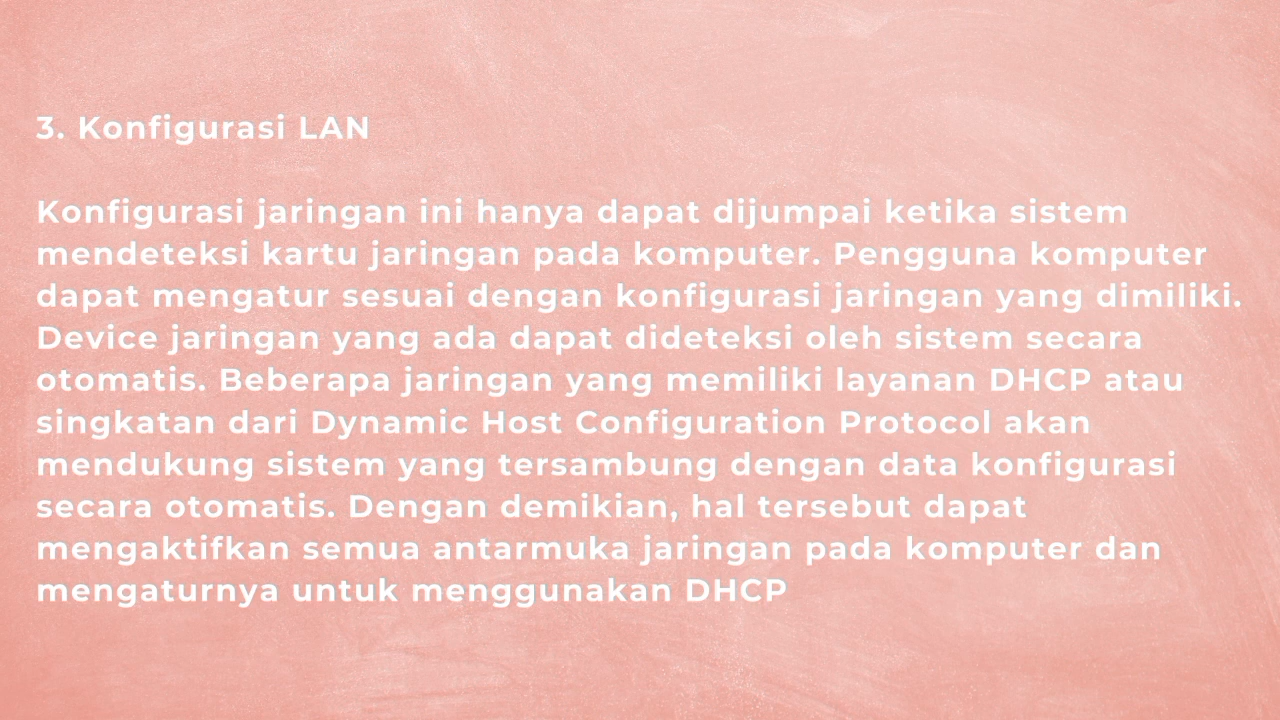 3. Konfigurasi LAN
Konfigurasi jaringan ini hanya dapat dijumpai ketika sistem
mendeteksi kartu jaringan pada komputer. Pengguna komputer
dapat mengatur sesuai dengan konfigurasi jaringan yang dimiliki.
Device jaringan yang ada dapat dideteksi oleh sistem secara
otomatis. Beberapa jaringan yang memiliki layanan DHCP atau
singkatan dari Dynamic Host Configuration Protocol akan
mendukung sistem yang tersambung dengan data konfigurasi
secara otomatis. Dengan demikian, hal tersebut dapat
mengaktifkan semua antarmuka jaringan pada komputer dan
mengaturnya untuk menggunakan DHCP